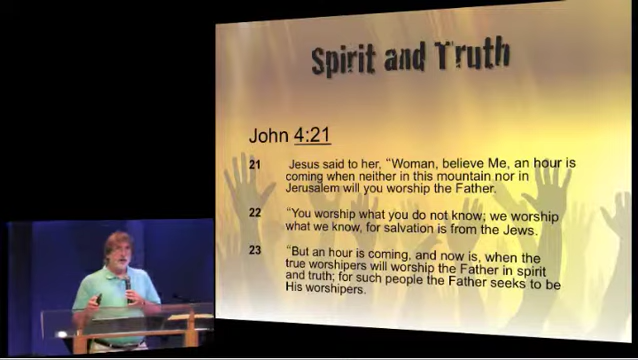 Spirit and Truth
John 4:21
21 Jesus said to her, "Woman, believe Me, an hour is
coming when neither in this mountain nor in
Jerusalem will you worship the Father.
22 "You worship what you do not know; we worship
what we know, for salvation is from the Jews.
23 "But an hour is coming, and now is, when the
true worshipers will worship the Father in spirit
and truth; for such people the Father seeks to be
His worshipers.